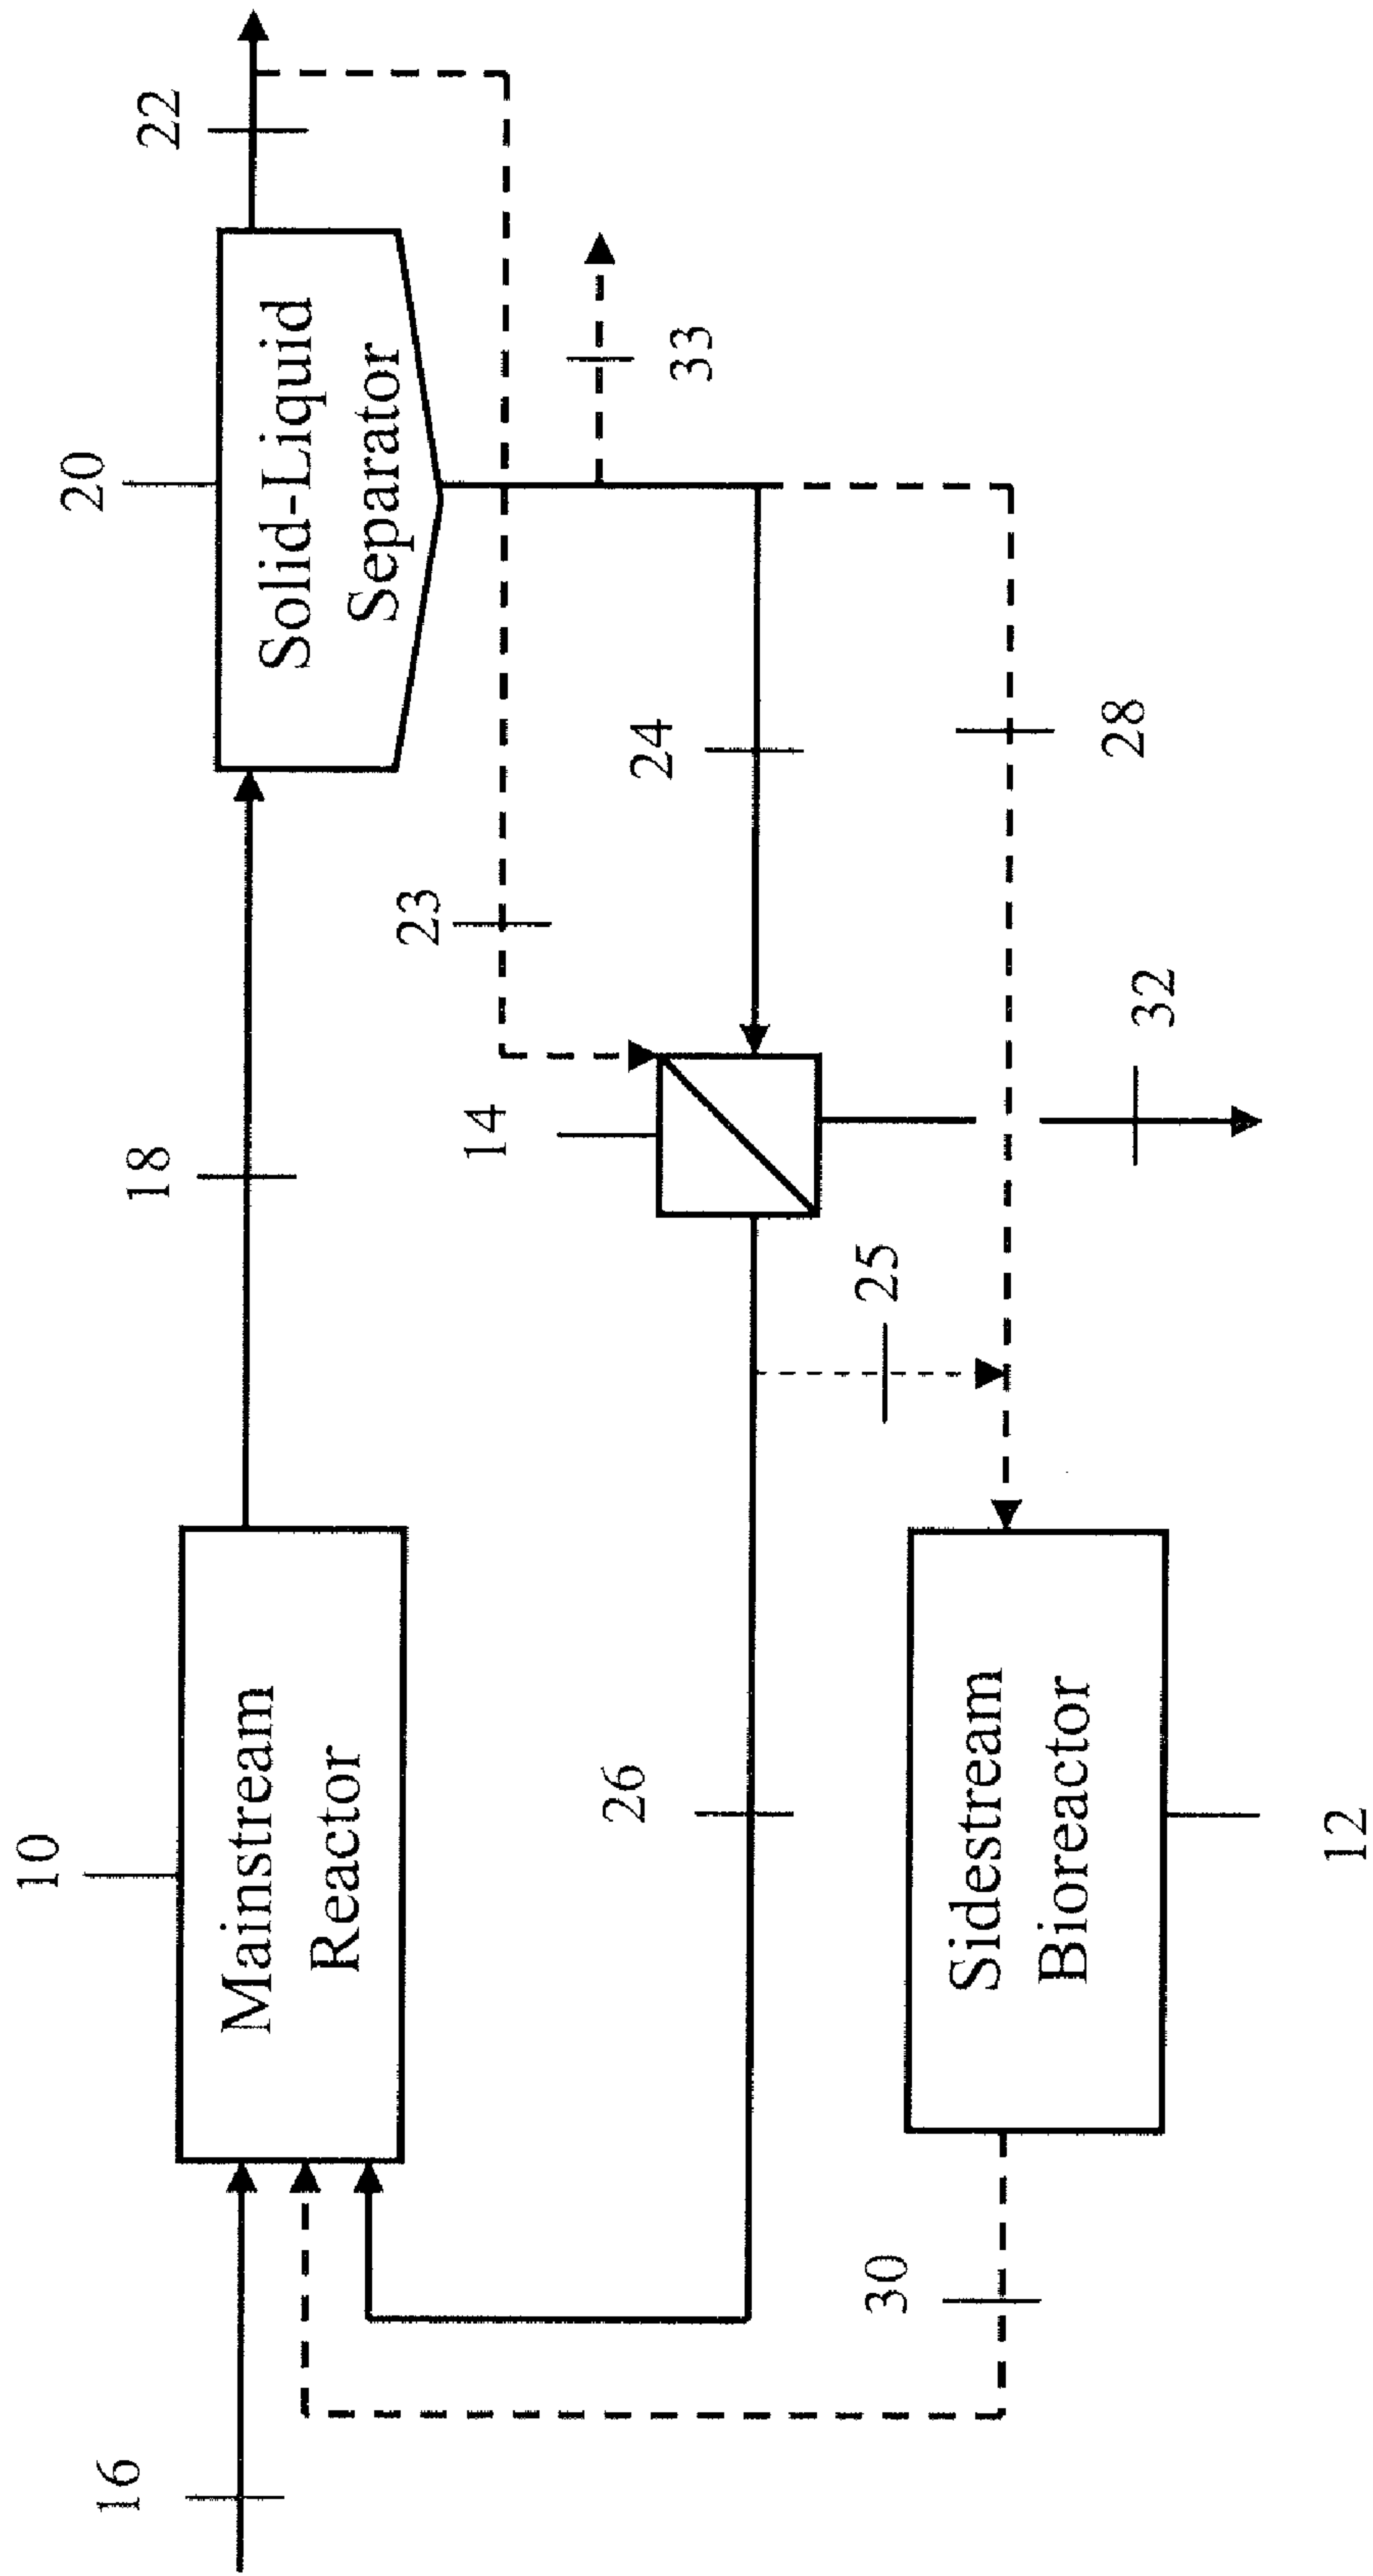 10
Mainstream
Reactor
16
18
20
Solid-Liquid
Separator
22
23
14
24
33
26
25
28
32
30
Sidestream
Bioreactor
12